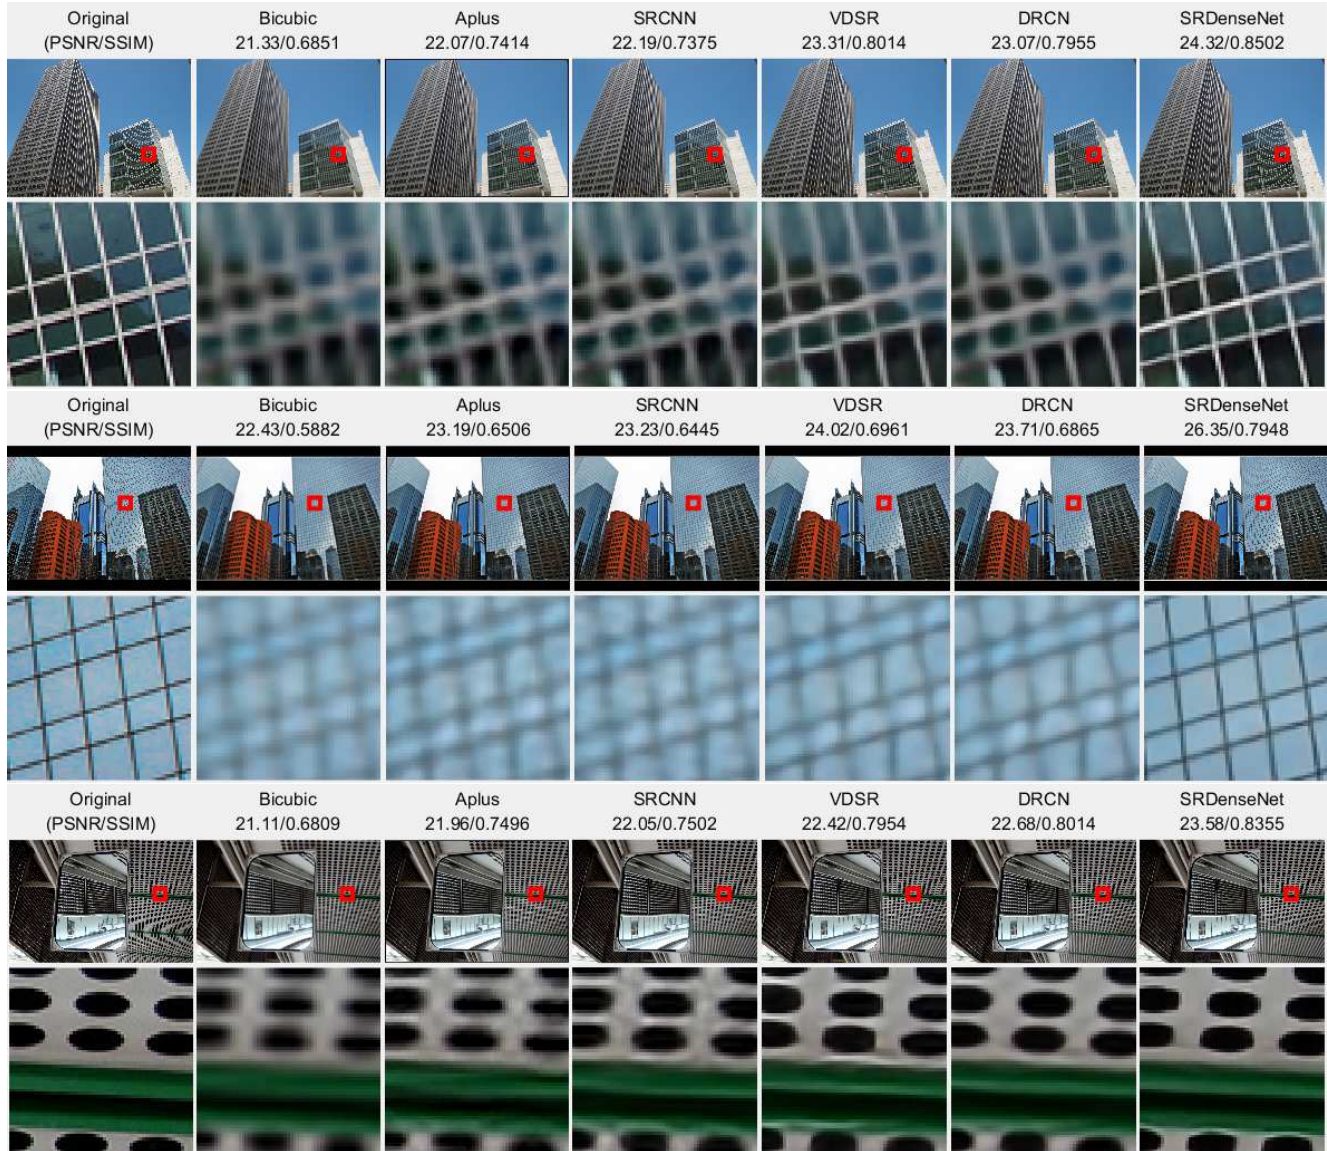 Original Bicubic Aplus SRCNN VDSR DRCN SRDenseNet
(PSNR/SSIM) 21.33/0.6851 22.07/0.7414 22.19/0.7375 23.31/0.8014 23.07/0.7955 24.32/0.8502
Original Bicubic Aplus SRCNN VDSR DRCN SRDenseNet
(PSNR/SSIM) 22.43/0.5882 23.19/0.6506 23.23/0.6445 24.02/0.6961 23.71/0.6865 26.35/0.7948
Original Bicubic Aplus SRCNN VDSR DRCN SRDenseNet
(PSNR/SSIM) 21.11/0.6809 21.96/0.7496 22.05/0.7502 22.42/0.7954 22.68/0.8014 23.58/0.8355